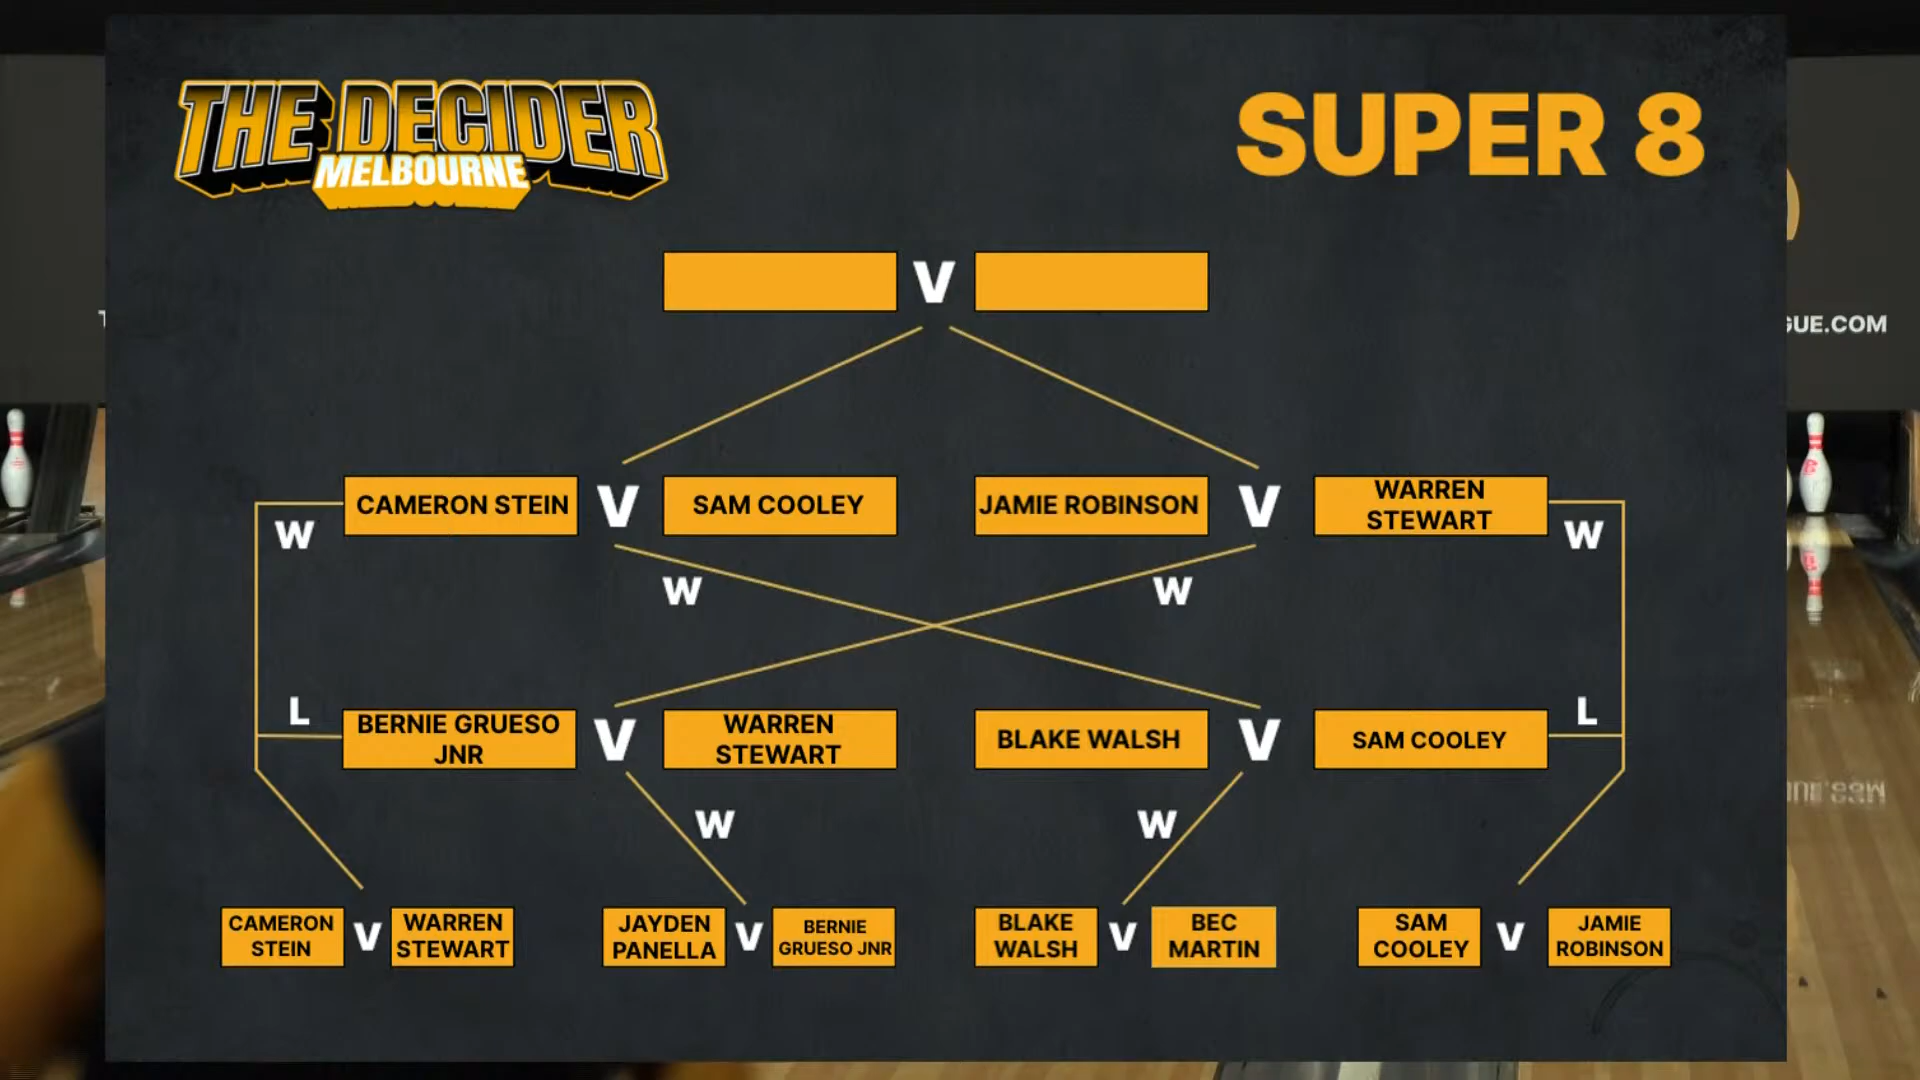 THE DECIDER
MELBOURNE
SUPER 8
V
GUE.COM
CAMERON STEIN V SAM COOLEY
JAMIE ROBINSON V WARREN
STEWART
W
W
W
W
L
L
BERNIE GRUESO
JNR
V
WARREN
STEWART
BLAKE WALSH V SAM COOLEY
W
W
CAMERON
STEIN
V
WARREN
STEWART
JAYDEN
PANELLA
V
BERNIE
GRUESO JNR
BLAKE
WALSH
V
BEC
MARTIN
SAM
COOLEY
V
JAMIE
ROBINSON